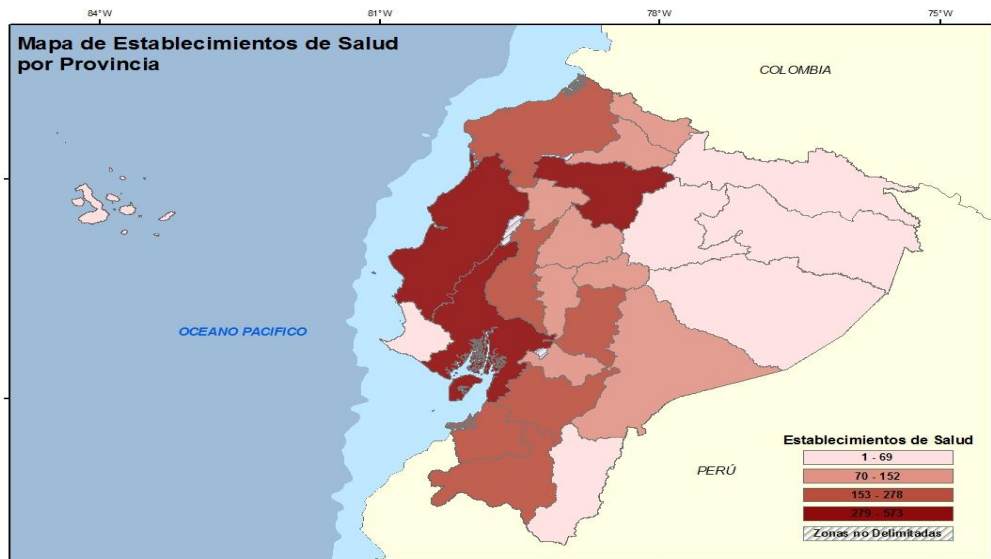 84°W
81°W
78°W
75°W
Mapa de Establecimientos de Salud
por Provincia
COLOMBIA
OCEANO PACIFICO
PERÚ
Establecimientos de Salud
1 - 69
70 - 152
153 - 278
279 - 573
Zonas no Delimitadas